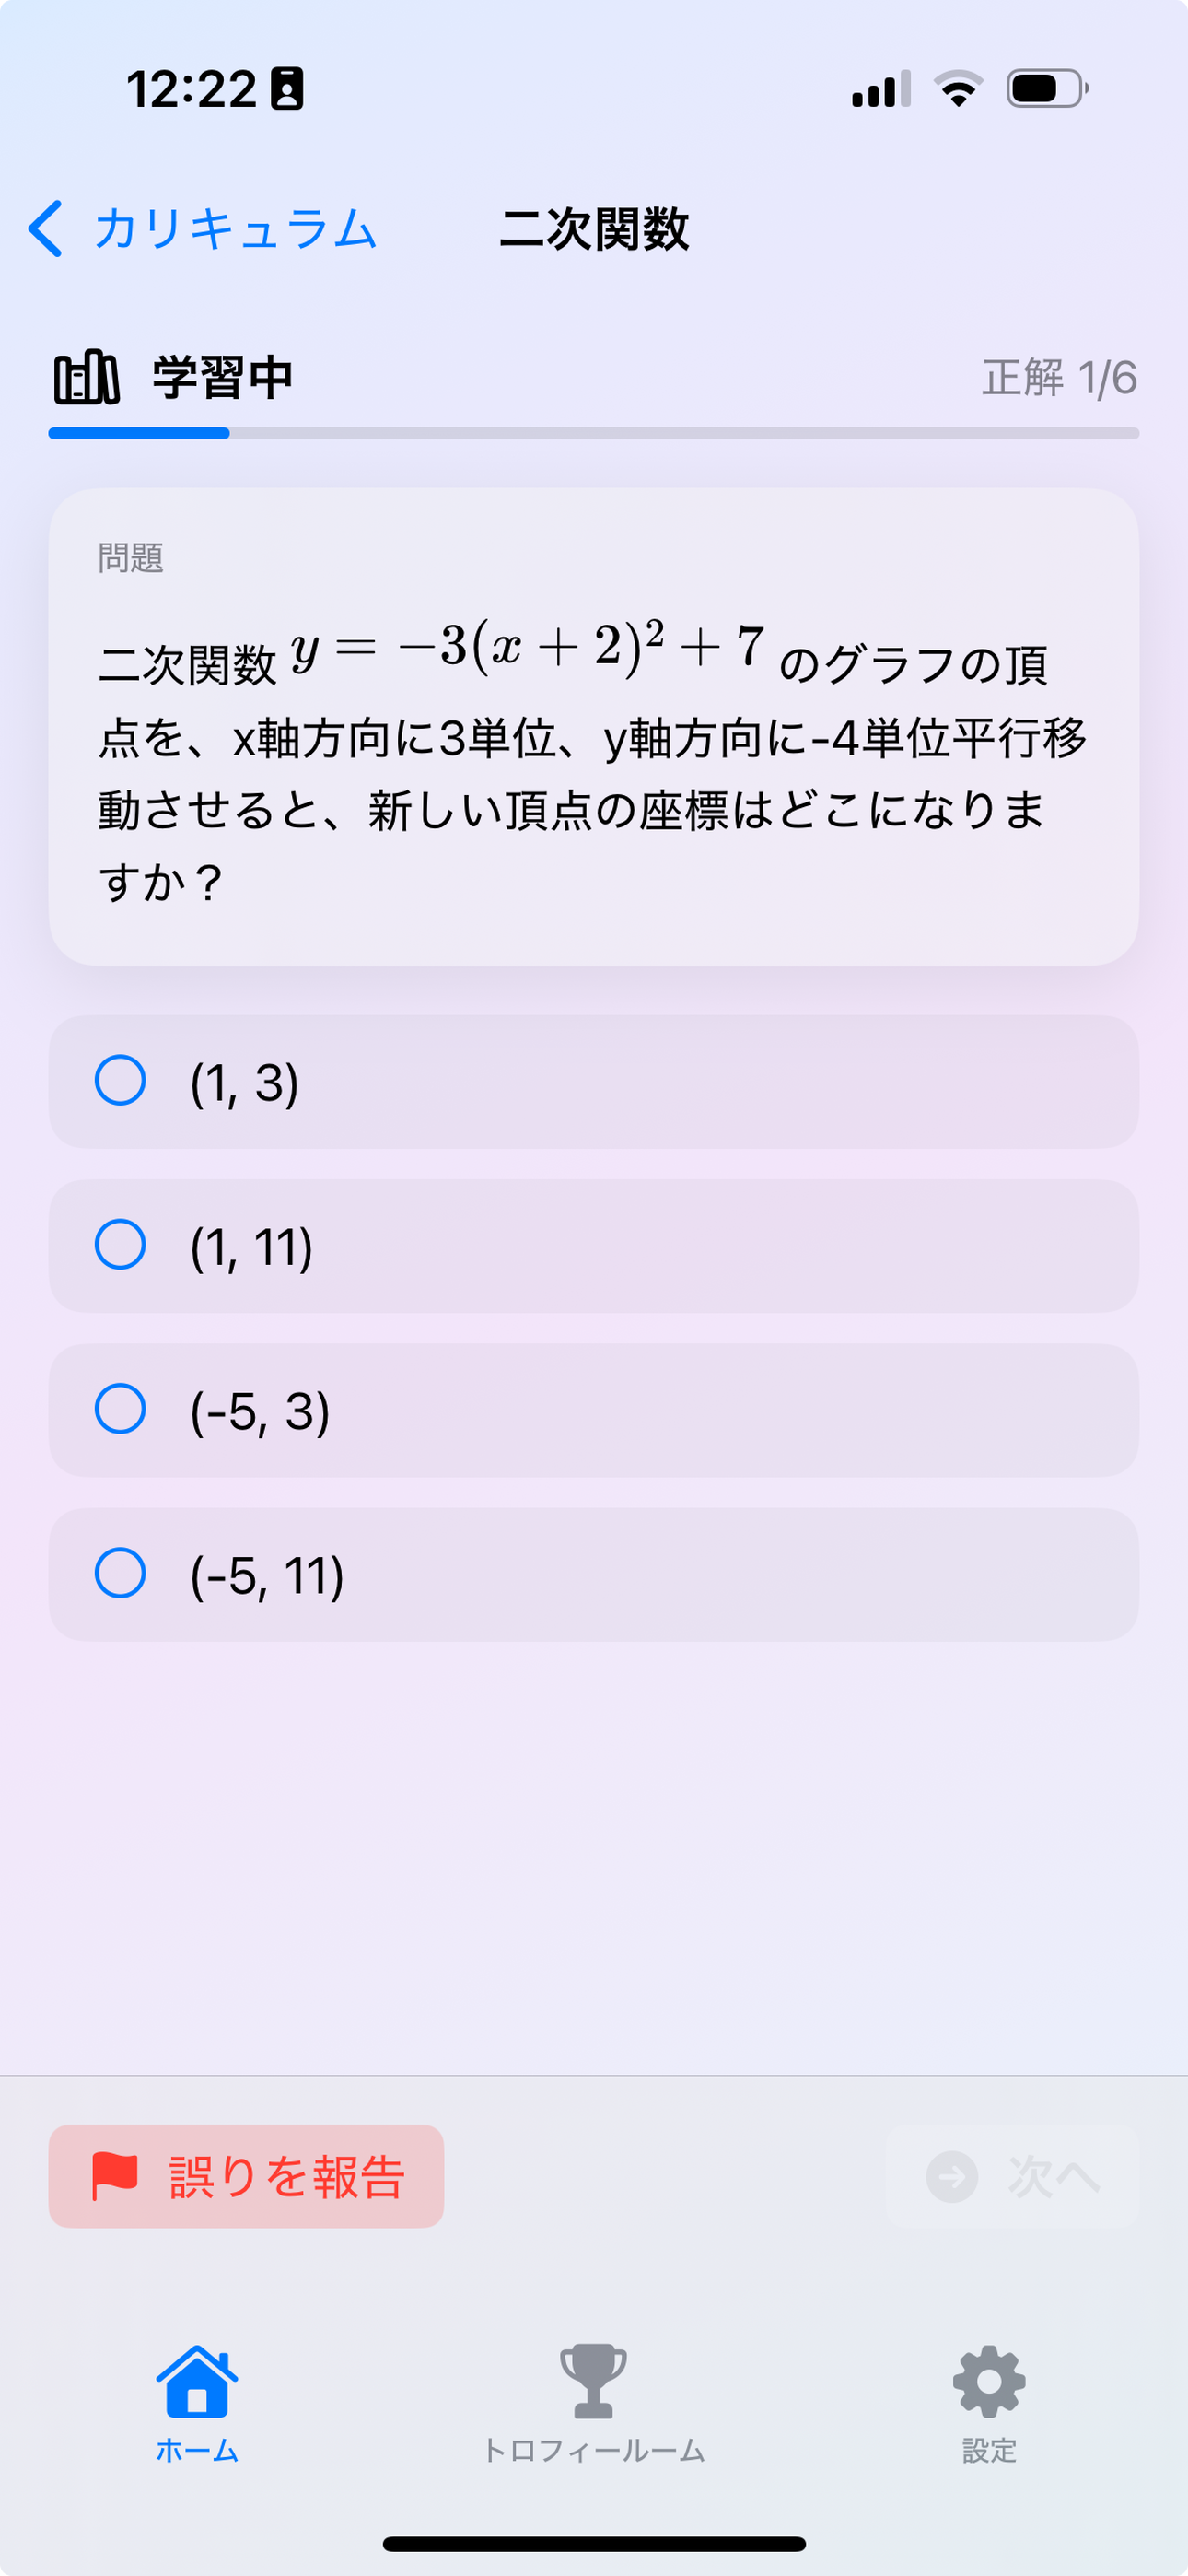 12:22
カリキュラム
二次関数
学習中
正解 1/6
問題
二次関数 y = −3(x + 2)² + 7 のグラフの頂
点を、x軸方向に3単位、y軸方向に-4単位平行移
動させると、新しい頂点の座標はどこになりま
すか？
(1, 3)
(1, 11)
(-5, 3)
(-5, 11)
誤りを報告
次へ
ホーム
トロフィールーム
設定